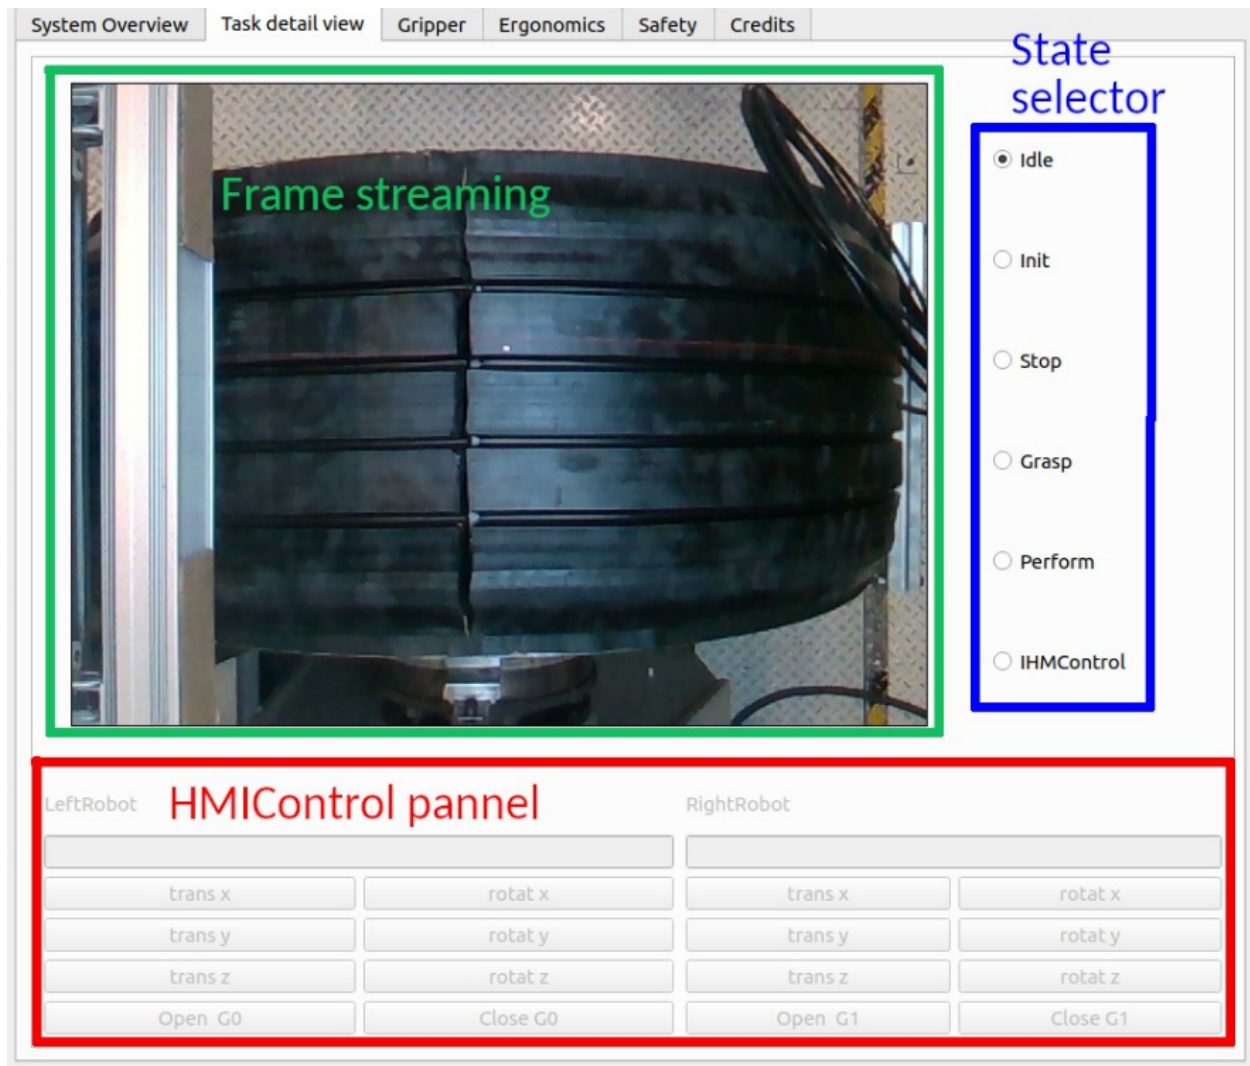 System Overview Task detail view Gripper Ergonomics Safety Credits
State
selector
Frame streaming
Idle
Init
Stop
Grasp
Perform
IHMControl
LeftRobot HMIControl pannel RightRobot
trans x rotat x trans x rotat x
trans y rotat y trans y rotat y
trans z rotat z trans z rotat z
Open G0 Close G0 Open G1 Close G1